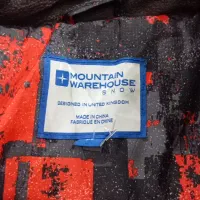 MOUNTAIN
WAREHOUSE
SNOW
DESIGNED IN UNITED KINGDOM
MADE IN CHINA
FABRIQUÉ EN CHINE